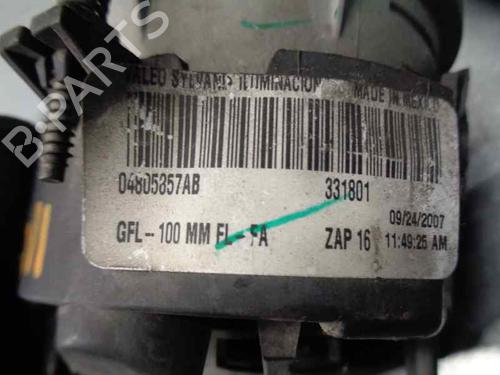 VALEO SYLVANIA ILUMINACION
MADE IN MEXICO
04805857AB 331801
GFL-100 MM FL-FA ZAP 16
09/24/2007
11:49:25 AM
B PARTS